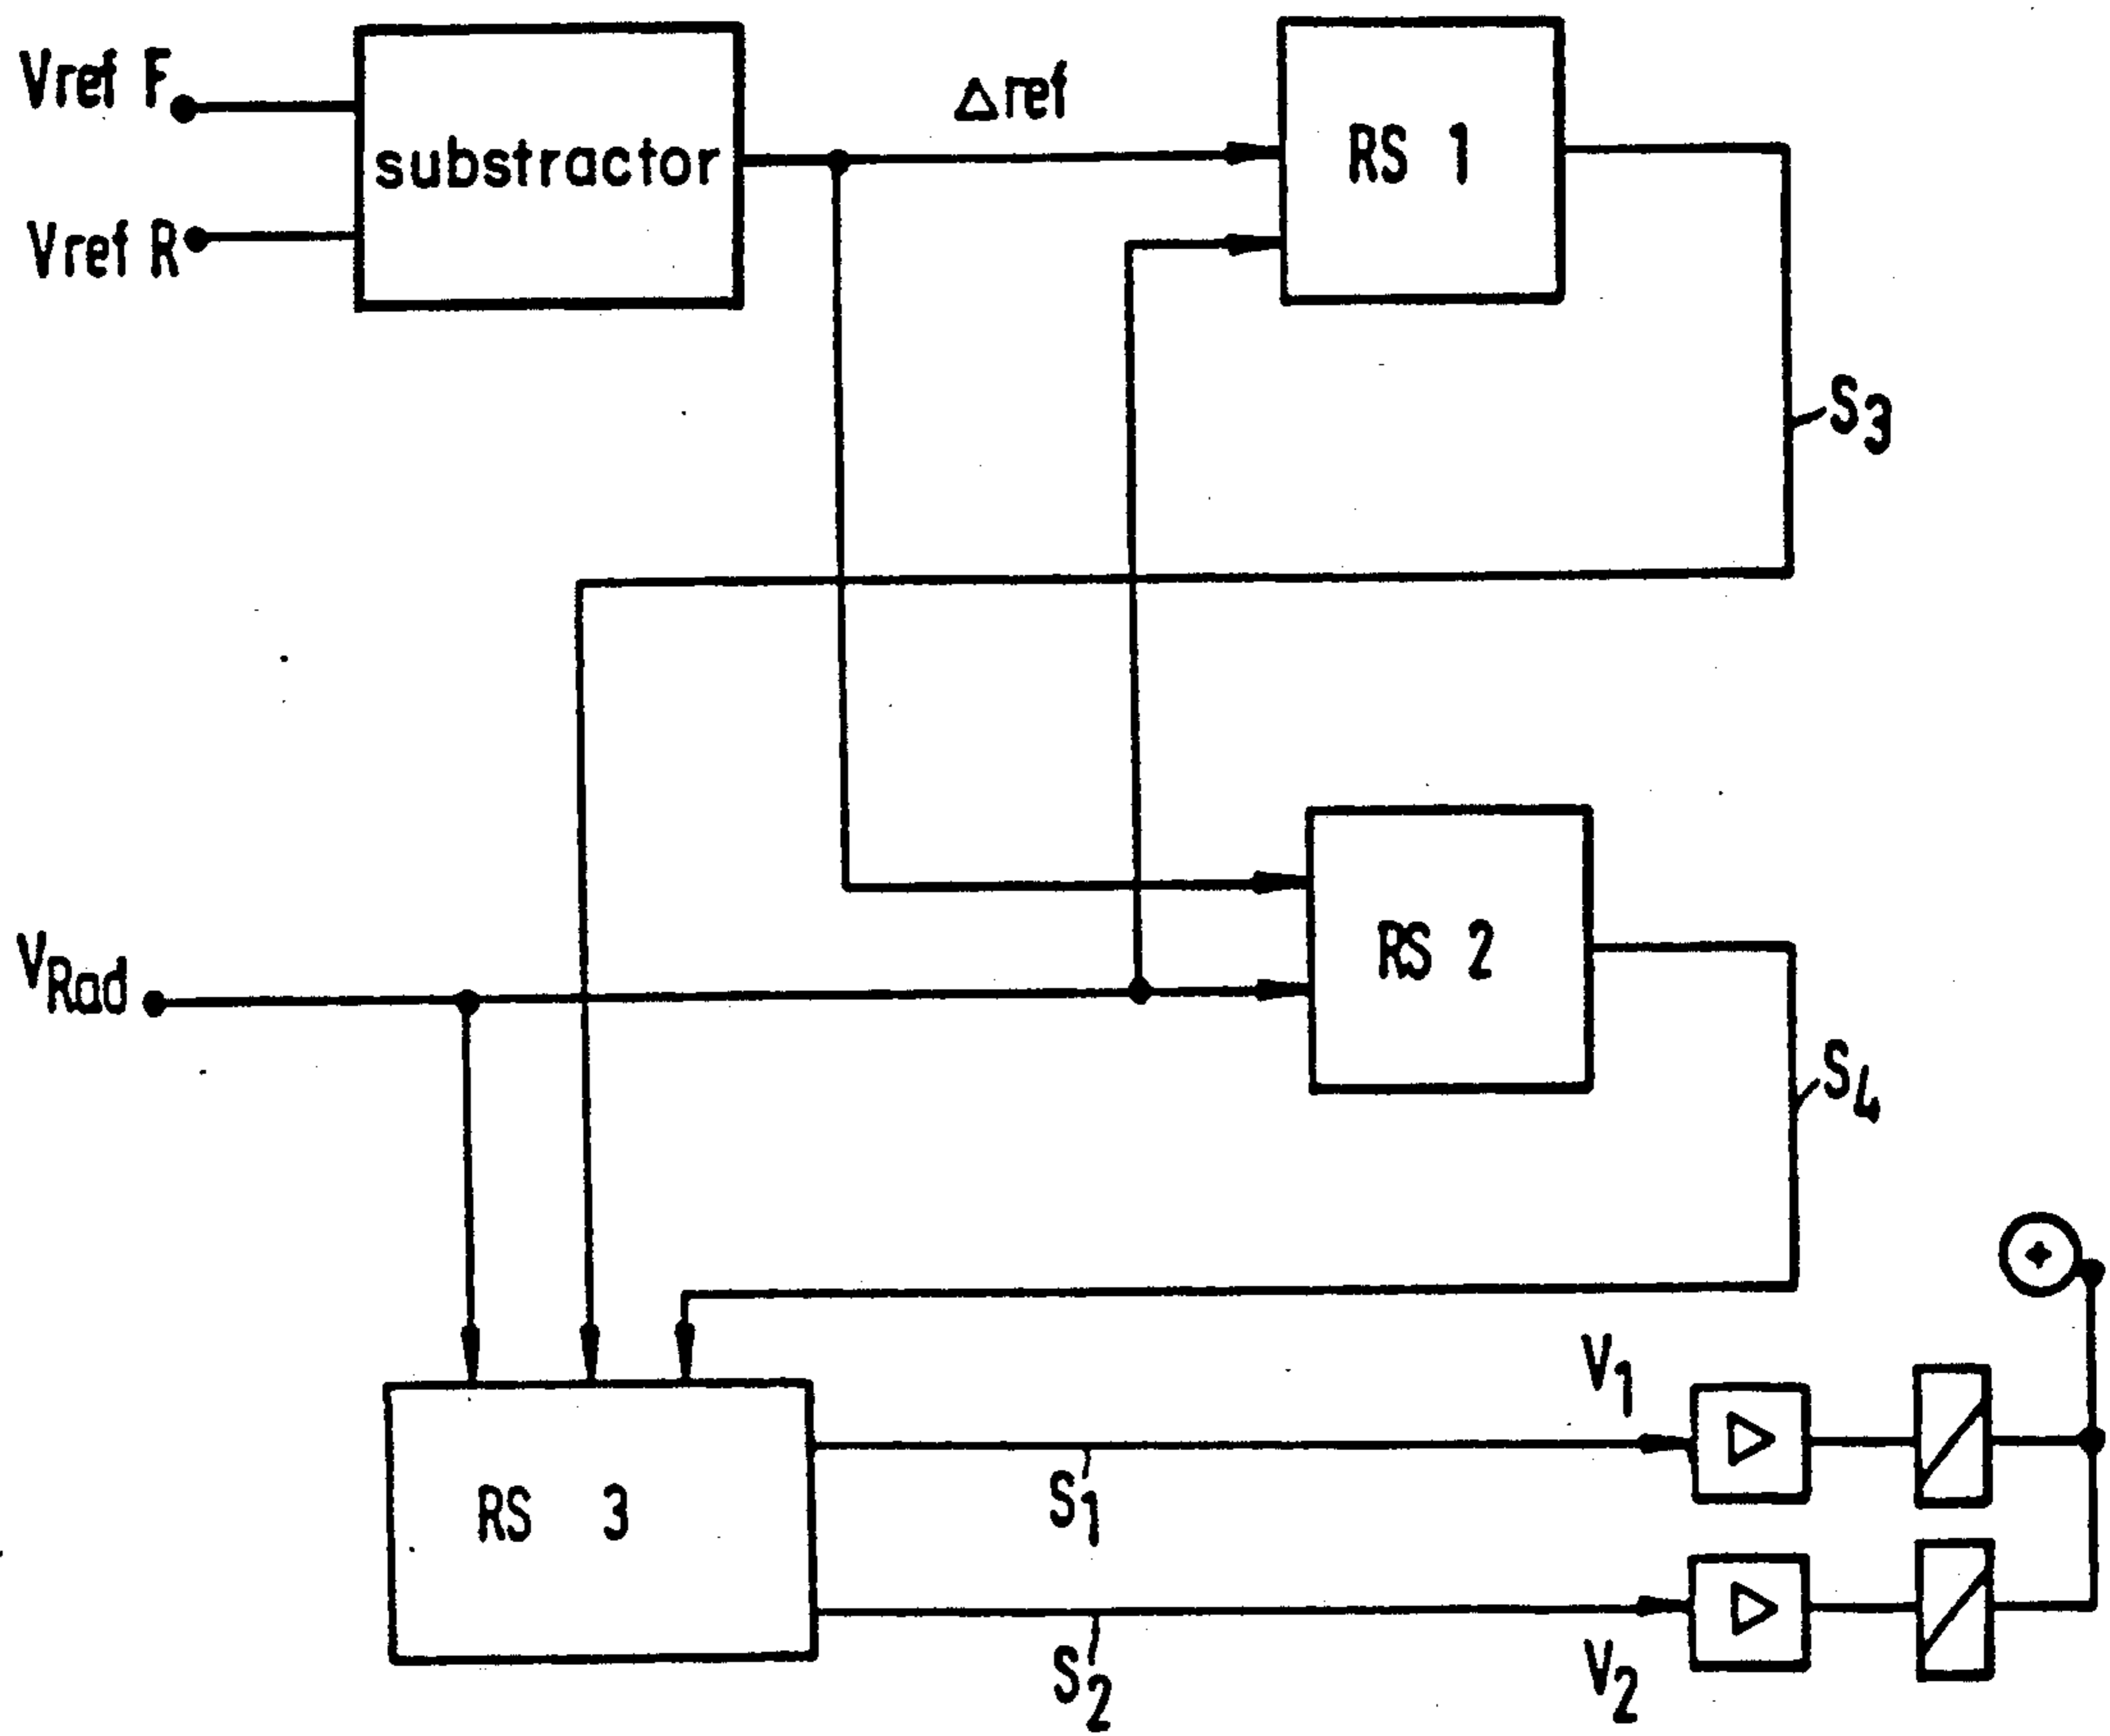 Vref F
substractor
Δref
RS 1
Vref R
S3
RS 2
VRad
S4
V1
RS 3
S1
S2
V2